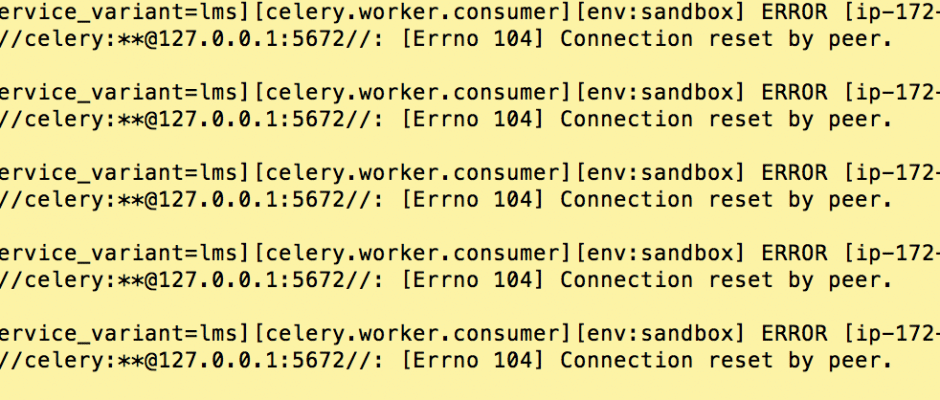 ervice_variant=lms][celery.worker.consumer][env:sandbox] ERROR [ip-172-
//celery:**@127.0.0.1:5672//: [Errno 104] Connection reset by peer.
ervice_variant=lms][celery.worker.consumer][env:sandbox] ERROR [ip-172-
//celery:**@127.0.0.1:5672//: [Errno 104] Connection reset by peer.
ervice_variant=lms][celery.worker.consumer][env:sandbox] ERROR [ip-172-
//celery:**@127.0.0.1:5672//: [Errno 104] Connection reset by peer.
ervice_variant=lms][celery.worker.consumer][env:sandbox] ERROR [ip-172-
//celery:**@127.0.0.1:5672//: [Errno 104] Connection reset by peer.
ervice_variant=lms][celery.worker.consumer][env:sandbox] ERROR [ip-172-
//celery:**@127.0.0.1:5672//: [Errno 104] Connection reset by peer.